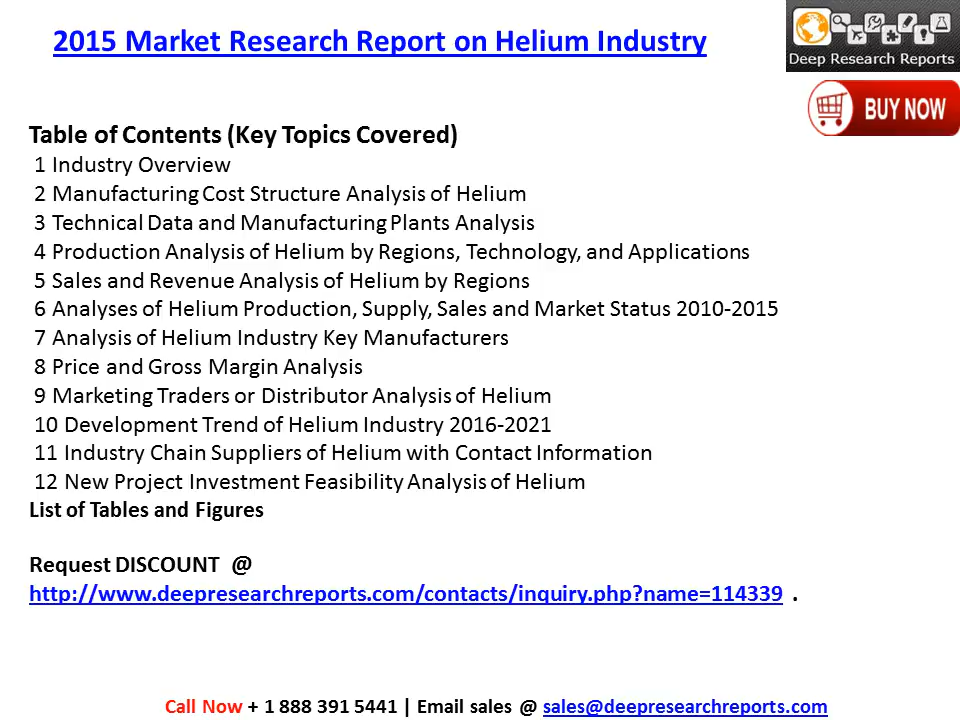 2015 Market Research Report on Helium Industry
Deep Research Reports
BUY NOW
Table of Contents (Key Topics Covered)
1 Industry Overview
2 Manufacturing Cost Structure Analysis of Helium
3 Technical Data and Manufacturing Plants Analysis
4 Production Analysis of Helium by Regions, Technology, and Applications
5 Sales and Revenue Analysis of Helium by Regions
6 Analyses of Helium Production, Supply, Sales and Market Status 2010-2015
7 Analysis of Helium Industry Key Manufacturers
8 Price and Gross Margin Analysis
9 Marketing Traders or Distributor Analysis of Helium
10 Development Trend of Helium Industry 2016-2021
11 Industry Chain Suppliers of Helium with Contact Information
12 New Project Investment Feasibility Analysis of Helium
List of Tables and Figures
Request DISCOUNT @
http://www.deepresearchreports.com/contacts/inquiry.php?name=114339 .
Call Now + 1 888 391 5441 | Email sales @ sales@deepresearchreports.com